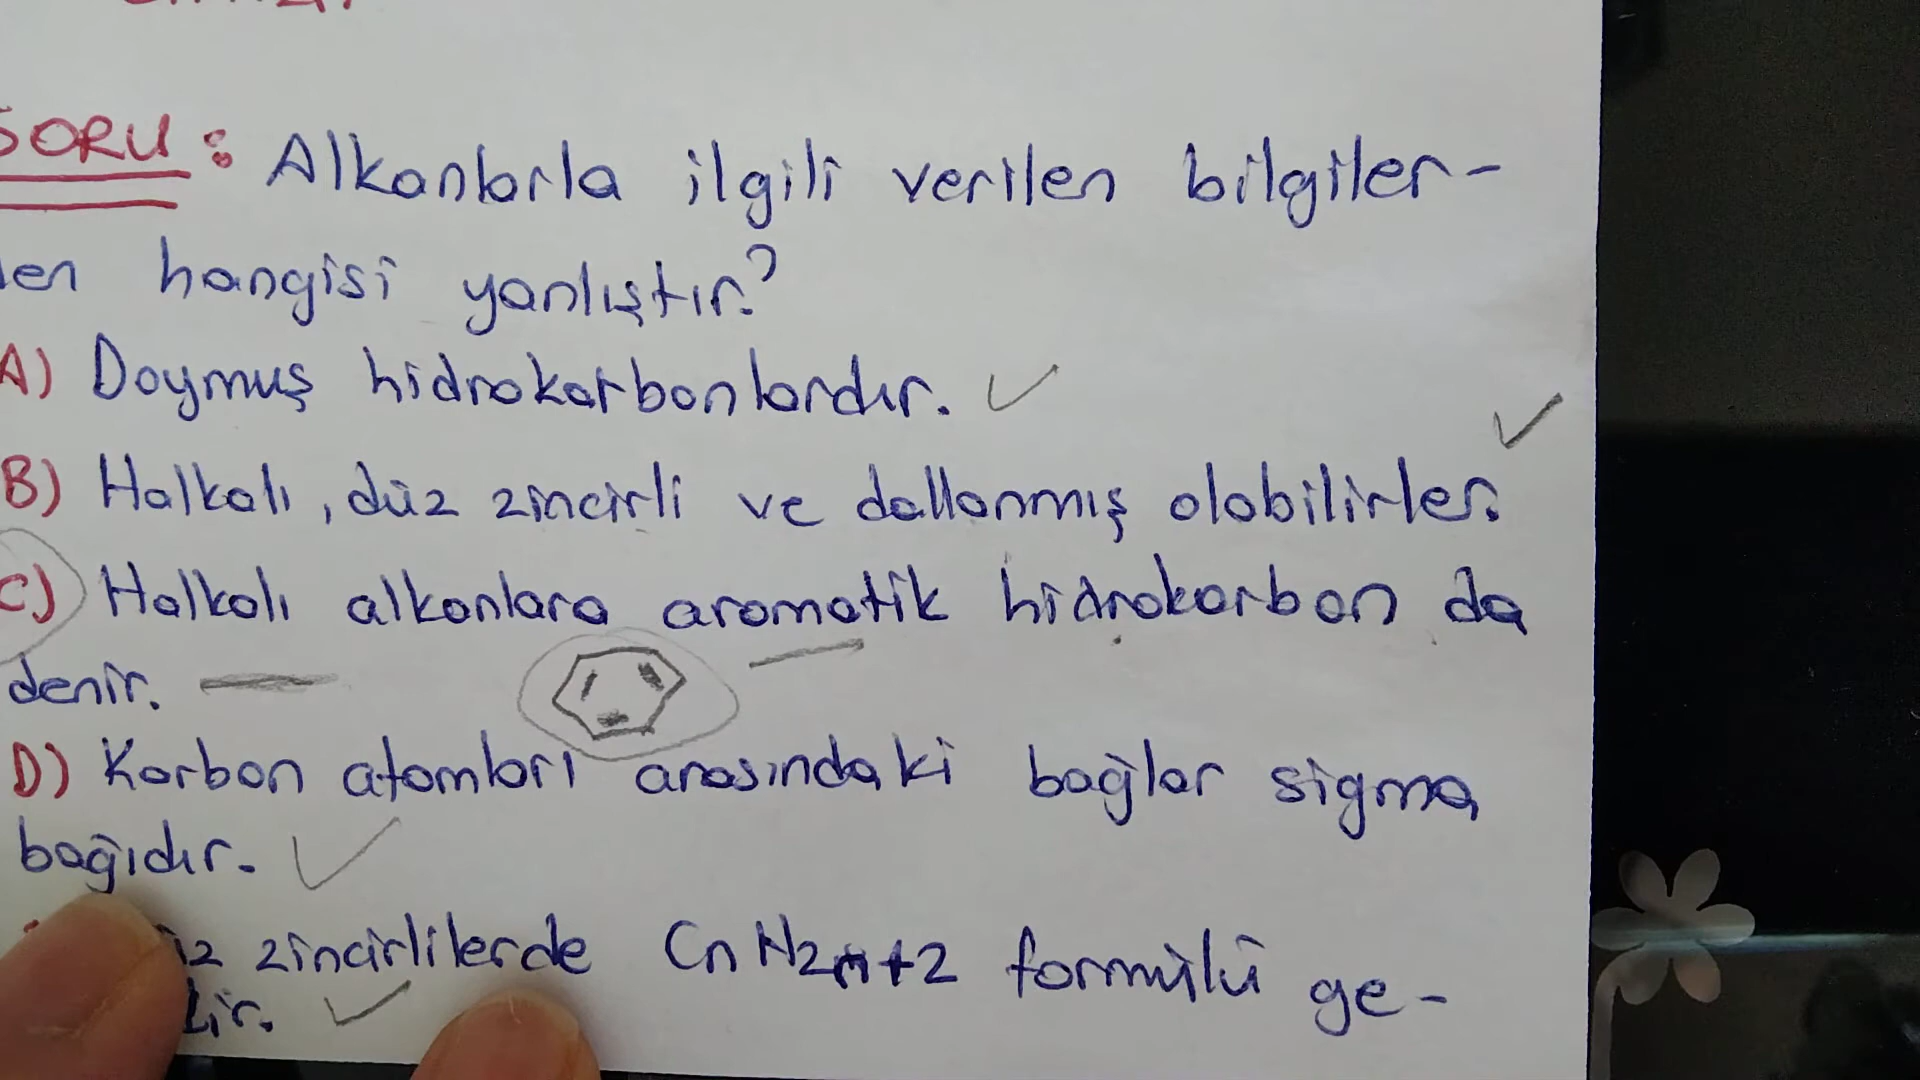 SORU: Alkanlarla ilgili verilen bilgiler-
den hangisi yanlıştır?
A) Doymuş hidrokarbonlardır.
B) Halkalı, düz zincirli ve dallanmış olabilirler.
C) Halkalı alkanlara aromatik hidrokarbon da
denir.
D) Karbon atomları arasındaki bağlar sigma
bağıdır.
zincirlilerde CnH2n+2 formülü ge-